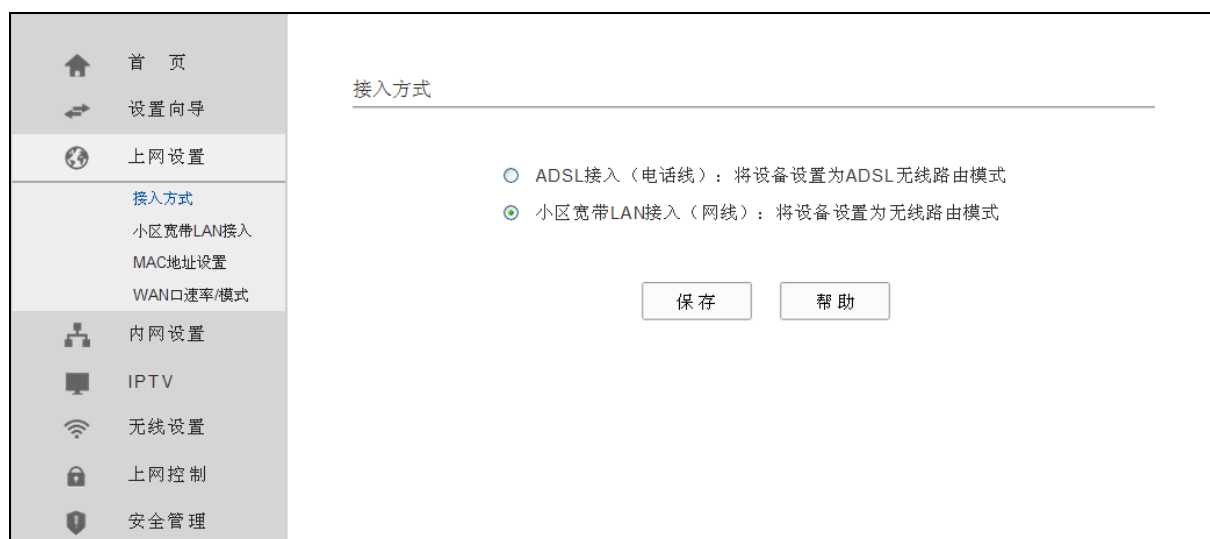 首 页
设置向导
上网设置
接入方式
小区宽带LAN接入
MAC地址设置
WAN口速率/模式
内网设置
IPTV
无线设置
上网控制
安全管理
接入方式
ADSL接入（电话线）：将设备设置为ADSL无线路由模式
小区宽带LAN接入（网线）：将设备设置为无线路由模式
保存 帮助